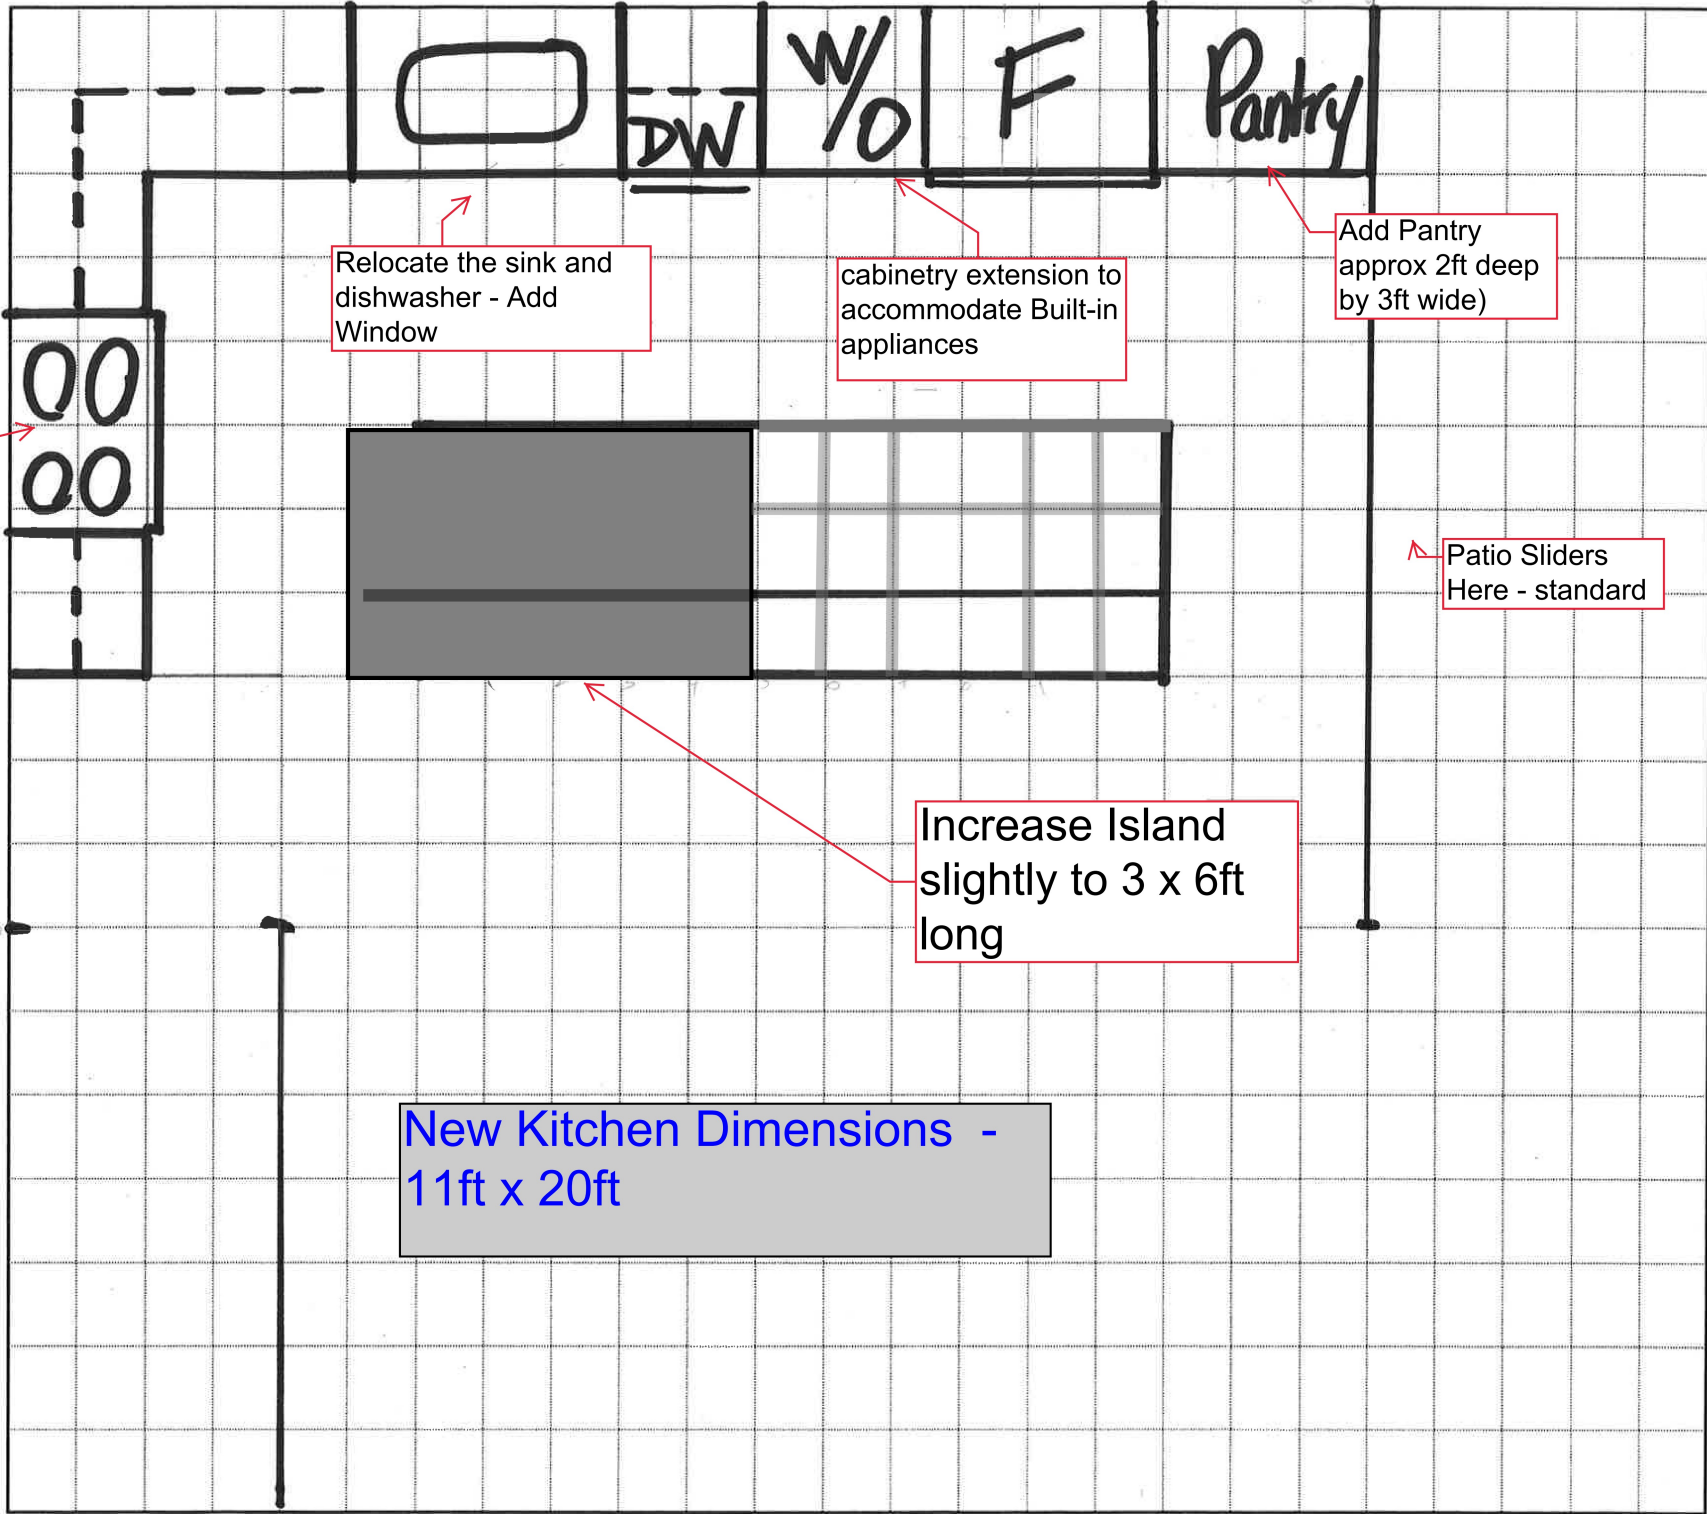 W/O
F
Pantry
DW
Relocate the sink and
dishwasher - Add
Window
cabinetry extension to
accommodate Built-in
appliances
Add Pantry
approx 2ft deep
by 3ft wide)
Patio Sliders
Here - standard
Increase Island
slightly to 3 x 6ft
long
New Kitchen Dimensions  -
11ft x 20ft